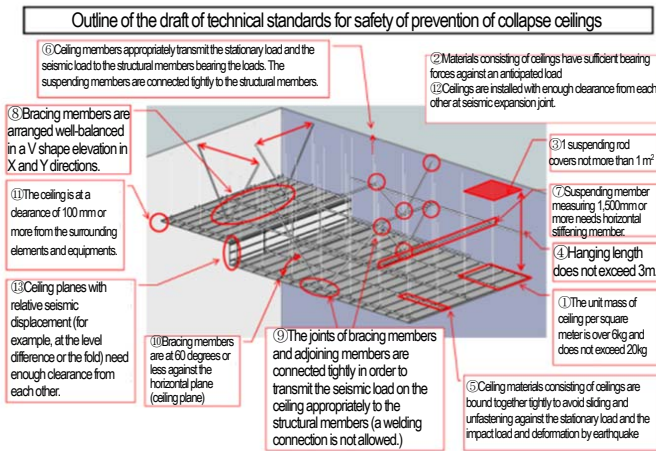 Outline of the draft of technical standards for safety of prevention of collapse ceilings
⑥Ceiling members appropriately transmit the stationary load and the
seismic load to the structural members bearing the loads. The
suspending members are connected tightly to the structural members.
②Materials consisting of ceilings have sufficient bearing
forces against an anticipated load
⑫Ceilings are installed with enough clearance from each
other at seismic expansion joint.
⑧Bracing members are
arranged well-balanced
in a V shape elevation in
X and Y directions.
③1 suspending rod
covers not more than 1 m²
⑪The ceiling is at a
clearance of 100 mm or
more from the surrounding
elements and equipments.
⑦Suspending member
measuring 1,500mm or
more needs horizontal
stiffening member.
④Hanging length
does not exceed 3m.
⑬Ceiling planes with
relative seismic
displacement (for
example, at the level
difference or the fold) need
enough clearance from
each other.
⑩Bracing members
are at 60 degrees or
less against the
horizontal plane
(ceiling plane)
⑨The joints of bracing members
and adjoining members are
connected tightly in order to
transmit the seismic load on the
ceiling appropriately to the
structural members (a welding
connection is not allowed.)
①The unit mass of
ceiling per square
meter is over 6kg and
does not exceed 20kg
⑤Ceiling materials consisting of ceilings are
bound together tightly to avoid sliding and
unfastening against the stationary load and the
impact load and deformation by earthquake